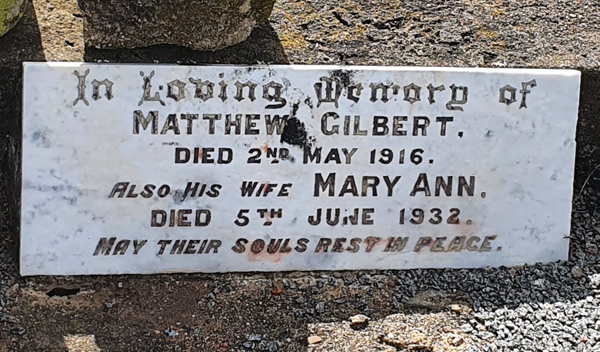 In Loving Memory of
MATTHEW GILBERT.
DIED 2ND MAY 1916.
ALSO HIS WIFE MARY ANN.
DIED 5TH JUNE 1932.
MAY THEIR SOULS REST IN PEACE.